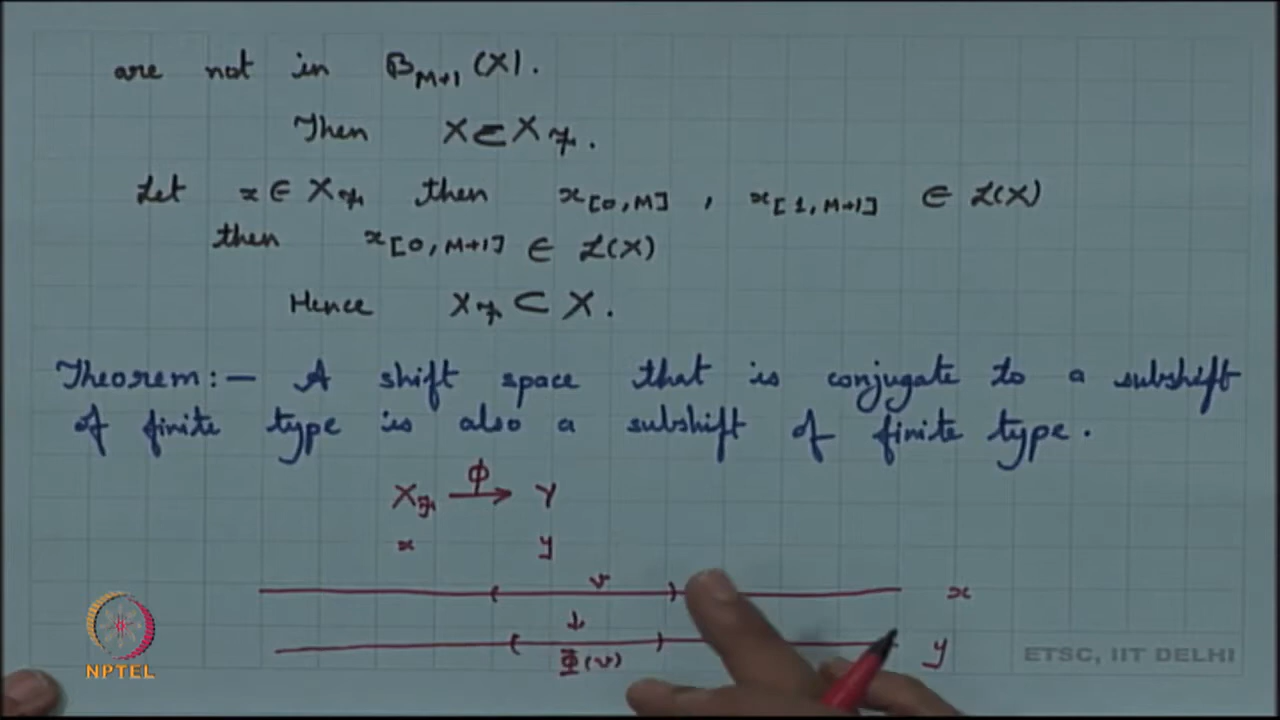 are not in B_{M+1}(X).
Then X ⊂ X_ℱ.
Let x ∈ X_ℱ then x_{[0,M]}, x_{[1,M+1]} ∈ ℒ(X)
then x_{[0,M+1]} ∈ ℒ(X)
Hence X_ℱ ⊂ X.
Theorem:— A shift space that is conjugate to a subshift
of finite type is also a subshift of finite type.
X_ℱ —ϕ→ Y
x y
( v ) x
↓
( Φ(v) ) y
NPTEL
ETSC, IIT DELHI